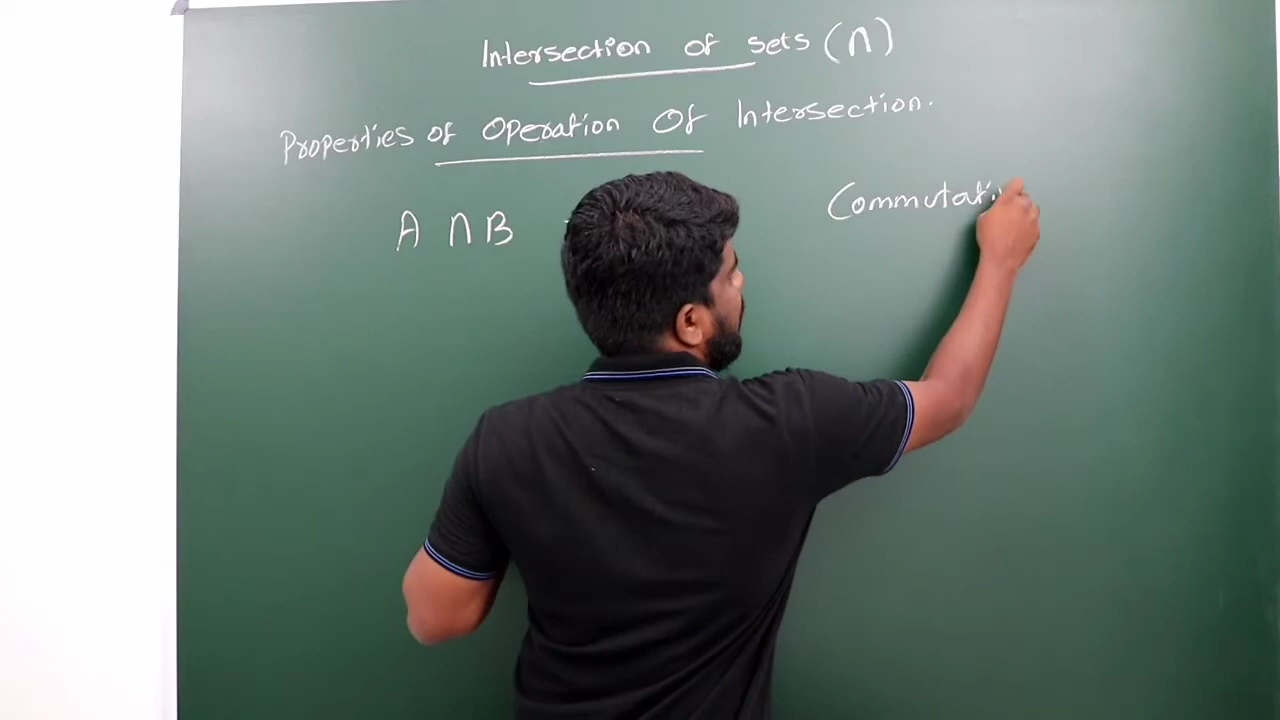 Intersection of sets (∩)
Properties of Operation Of Intersection.
A ∩ B
Commutati